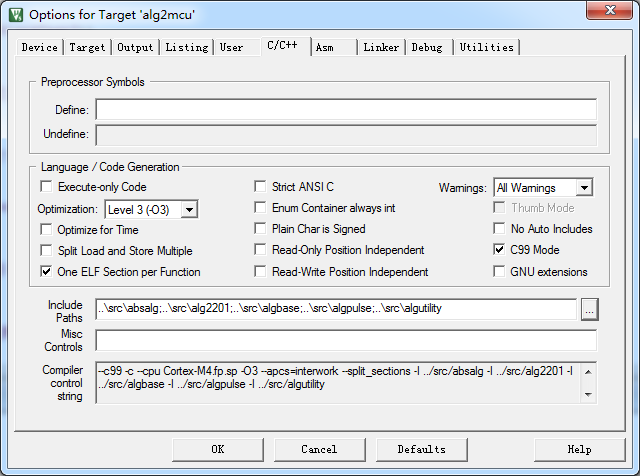 Options for Target 'alg2mcu'
Device Target Output Listing User C/C++ Asm Linker Debug Utilities
Preprocessor Symbols
Define:
Undefine:
Language / Code Generation
Execute-only Code Strict ANSI C Warnings: All Warnings
Optimization: Level 3 (-O3) Enum Container always int Thumb Mode
Optimize for Time Plain Char is Signed No Auto Includes
Split Load and Store Multiple Read-Only Position Independent C99 Mode
One ELF Section per Function Read-Write Position Independent GNU extensions
Include Paths ..\src\absalg;..\src\alg2201;..\src\algbase;..\src\algpulse;..\src\algutility ...
Misc Controls
Compiler control string --c99 -c --cpu Cortex-M4.fp.sp -O3 --apcs=interwork --split_sections -I ../src/absalg -I ../src/alg2201 -I
../src/algbase -I ../src/algpulse -I ../src/algutility
OK Cancel Defaults Help